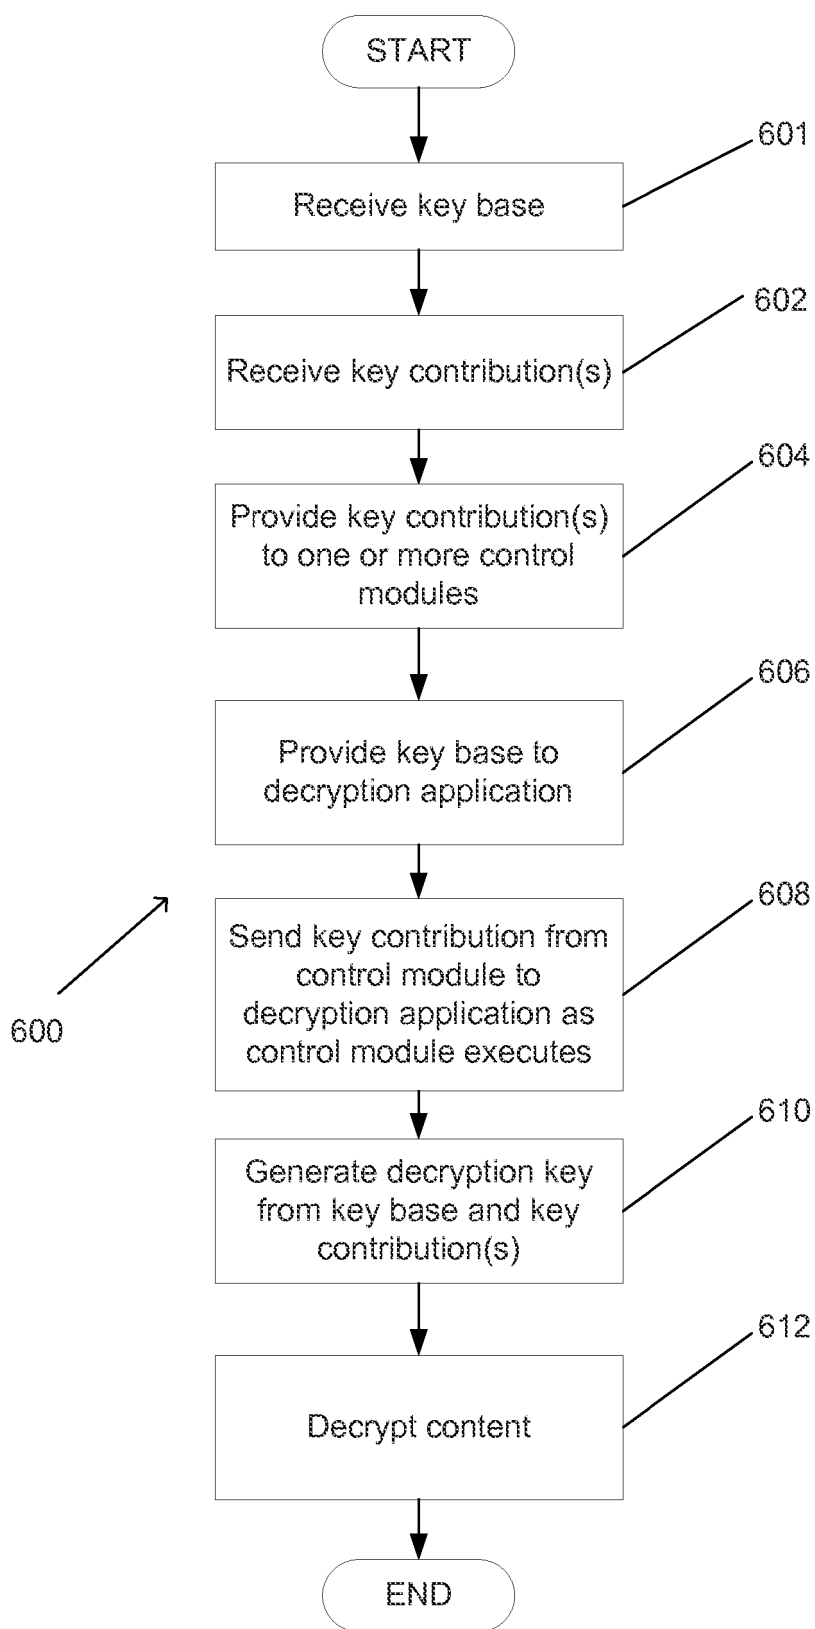 START
601
Receive key base
602
Receive key contribution(s)
604
Provide key contribution(s)
to one or more control
modules
606
Provide key base to
decryption application
608
Send key contribution from
control module to
decryption application as
control module executes
600
610
Generate decryption key
from key base and key
contribution(s)
612
Decrypt content
END